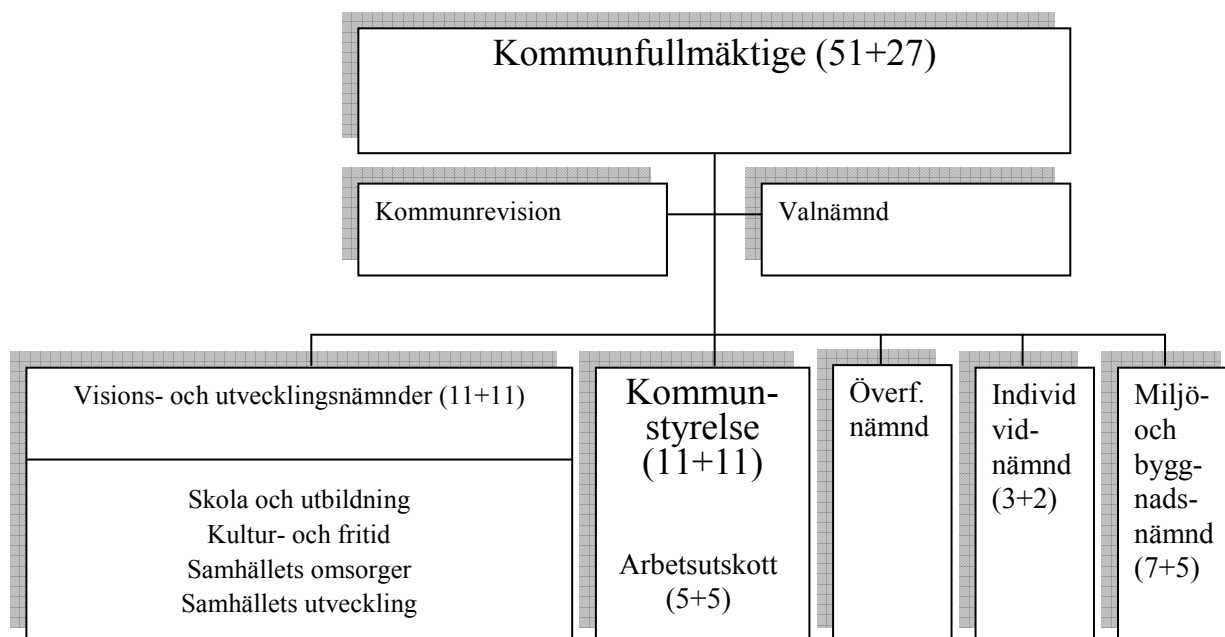 Kommunfullmäktige (51+27)
Kommunrevision
Valnämnd
Visions- och utvecklingsnämnder (11+11)
Skola och utbildning
Kultur- och fritid
Samhällets omsorger
Samhällets utveckling
Kommun-
styrelse
(11+11)
Arbetsutskott
(5+5)
Överf.
nämnd
Individ
vid-
nämnd
(3+2)
Miljö-
och
bygg-
nads-
nämnd
(7+5)